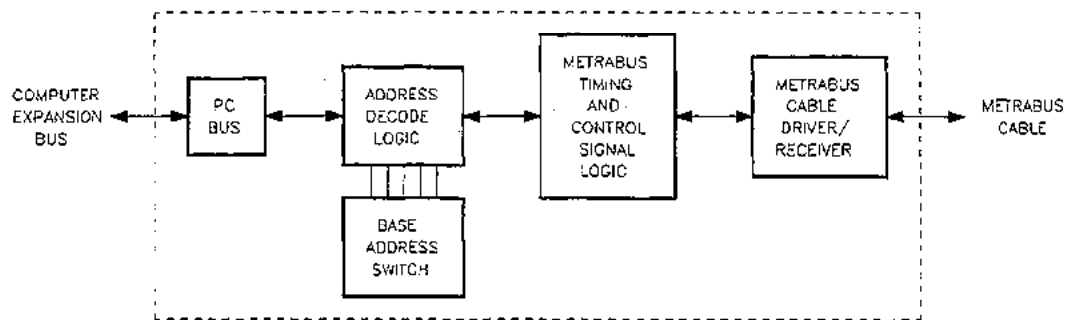 COMPUTER
EXPANSION
BUS
PC
BUS
ADDRESS
DECODE
LOGIC
BASE
ADDRESS
SWITCH
METRABUS
TIMING
AND
CONTROL
SIGNAL
LOGIC
METRABUS
CABLE
DRIVER/
RECEIVER
METRABUS
CABLE